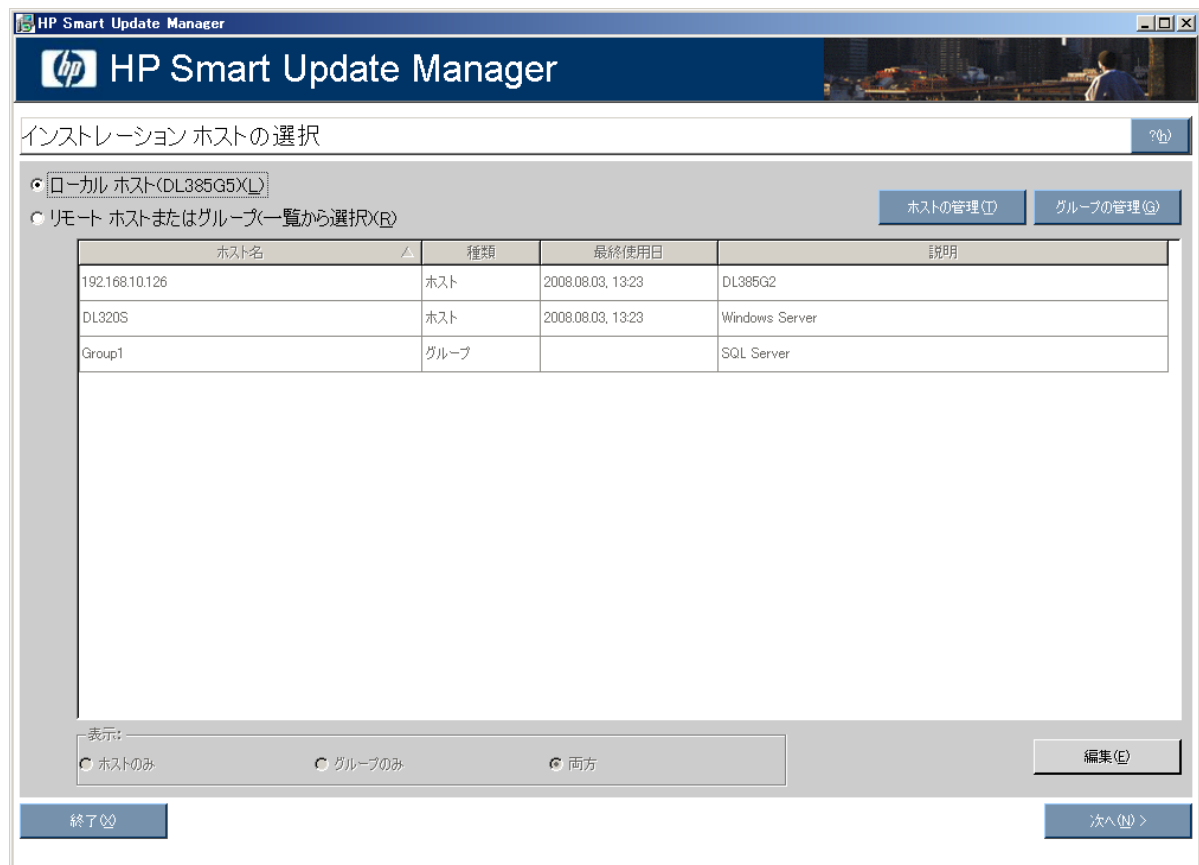 HP Smart Update Manager
hp HP Smart Update Manager
インストレーション ホストの選択 ?(h)
ローカル ホスト(DL385G5)(L)
リモート ホストまたはグループ(一覧から選択)(R)
ホストの管理(T) グループの管理(G)
ホスト名 種類 最終使用日 説明
192.168.10.126 ホスト 2008.08.03, 13:23 DL385G2
DL320S ホスト 2008.08.03, 13:23 Windows Server
Group1 グループ SQL Server
表示:
ホストのみ グループのみ 両方
編集(E)
終了(X) 次へ(N) >